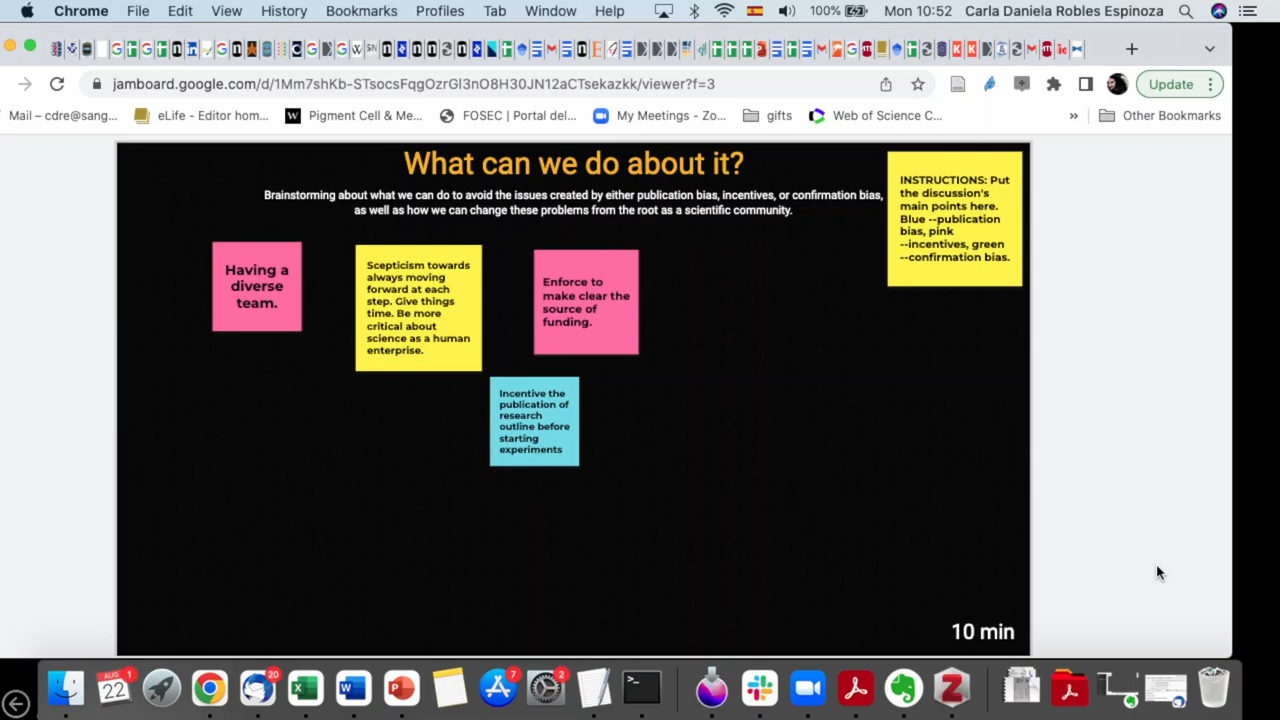 Chrome File Edit View History Bookmarks Profiles Tab Window Help 100% Mon 10:52 Carla Daniela Robles Espinoza
jamboard.google.com/d/1Mm7shKb-STsocsFqgOzrGI3nO8H30JN12aCTsekazkk/viewer?f=3
Update
Mail – cdre@sang... eLife - Editor hom... Pigment Cell & Me... FOSEC | Portal del... My Meetings - Zo... gifts Web of Science C... » Other Bookmarks
What can we do about it?
Brainstorming about what we can do to avoid the issues created by either publication bias, incentives, or confirmation bias,
as well as how we can change these problems from the root as a scientific community.
INSTRUCTIONS: Put
the discussion's
main points here.
Blue --publication
bias, pink
--incentives, green
--confirmation bias.
Having a
diverse
team.
Scepticism towards
always moving
forward at each
step. Give things
time. Be more
critical about
science as a human
enterprise.
Enforce to
make clear the
source of
funding.
Incentive the
publication of
research
outline before
starting
experiments
10 min
AUG
22
1
20
7
2